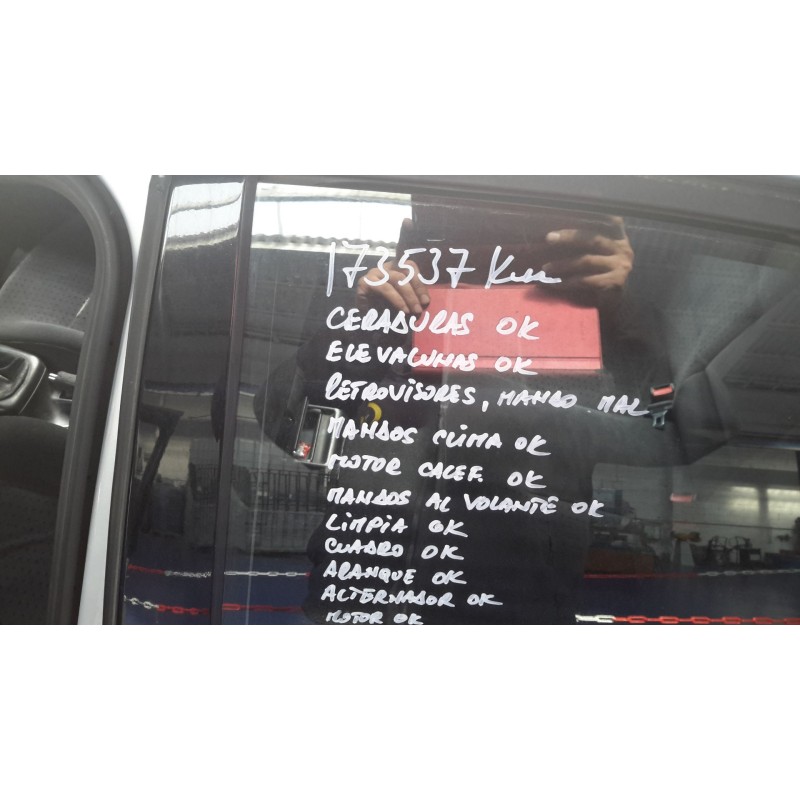 173537 Km
CERADURAS OK
ELEVALUNAS OK
RETROVISORES, MANDO MAL
MANDOS CLIMA OK
MOTOR CALEF. OK
MANDOS AL VOLANTE OK
LIMPIA OK
CUADRO OK
ARANQUE OK
ALTERNADOR OK
MOTOR OK